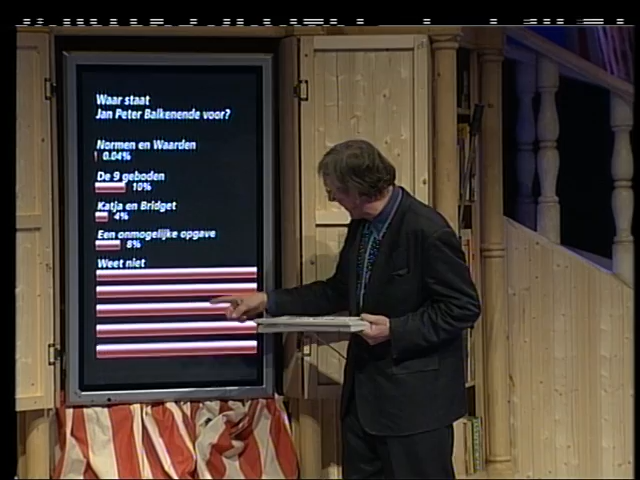 Waar staat
Jan Peter Balkenende voor?
Normen en Waarden
0.04%
De 9 geboden
10%
Katja en Bridget
4%
Een onmogelijke opgave
8%
Weet niet